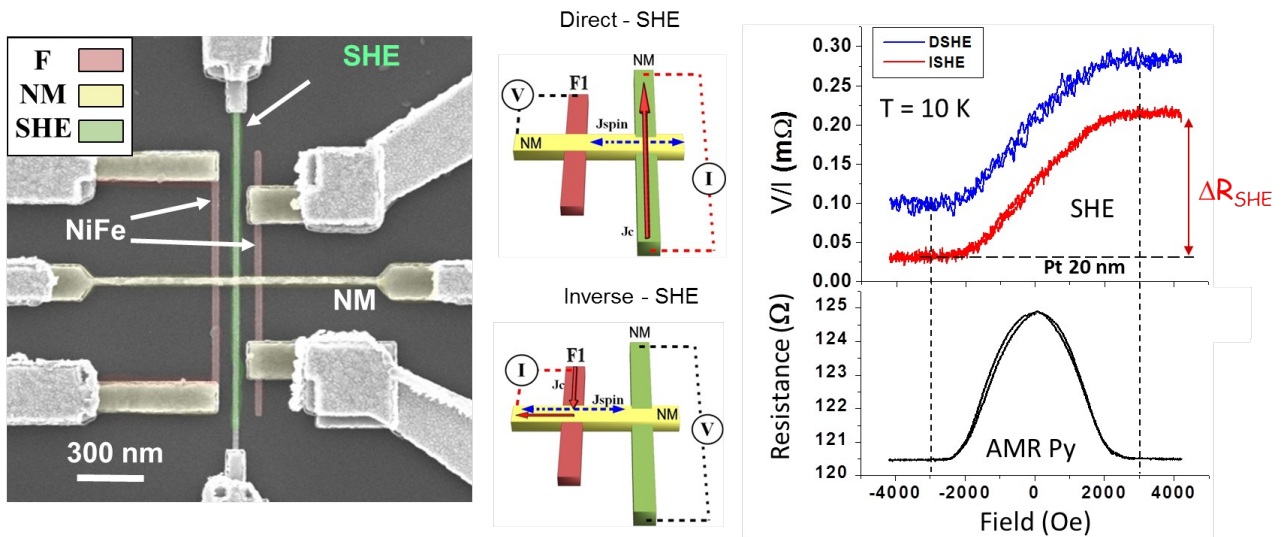 F
NM
SHE
SHE
NiFe
NM
300 nm
Direct - SHE
NM
F1
V
Jspin
NM
I
Jc
Inverse - SHE
NM
F1
I
Jc
Jspin
NM
V
DSHE
ISHE
T = 10 K
SHE
ΔRSHE
Pt 20 nm
V/I (mΩ)
0.30
0.25
0.20
0.15
0.10
0.05
0.00
125
124
123
122
121
120
Resistance (Ω)
AMR Py
-4000 -2000 0 2000 4000
Field (Oe)